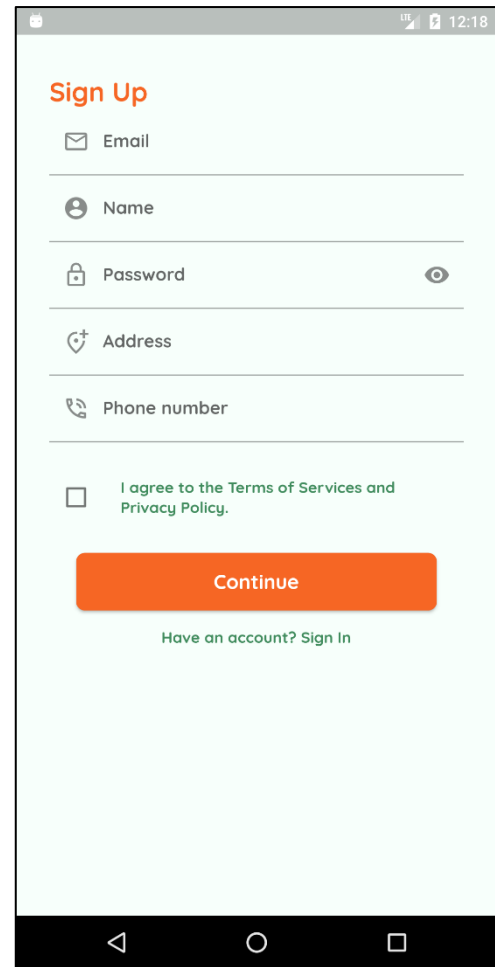 LTE 12:18
Sign Up
Email
Name
Password
Address
Phone number
I agree to the Terms of Services and
Privacy Policy.
Continue
Have an account? Sign In